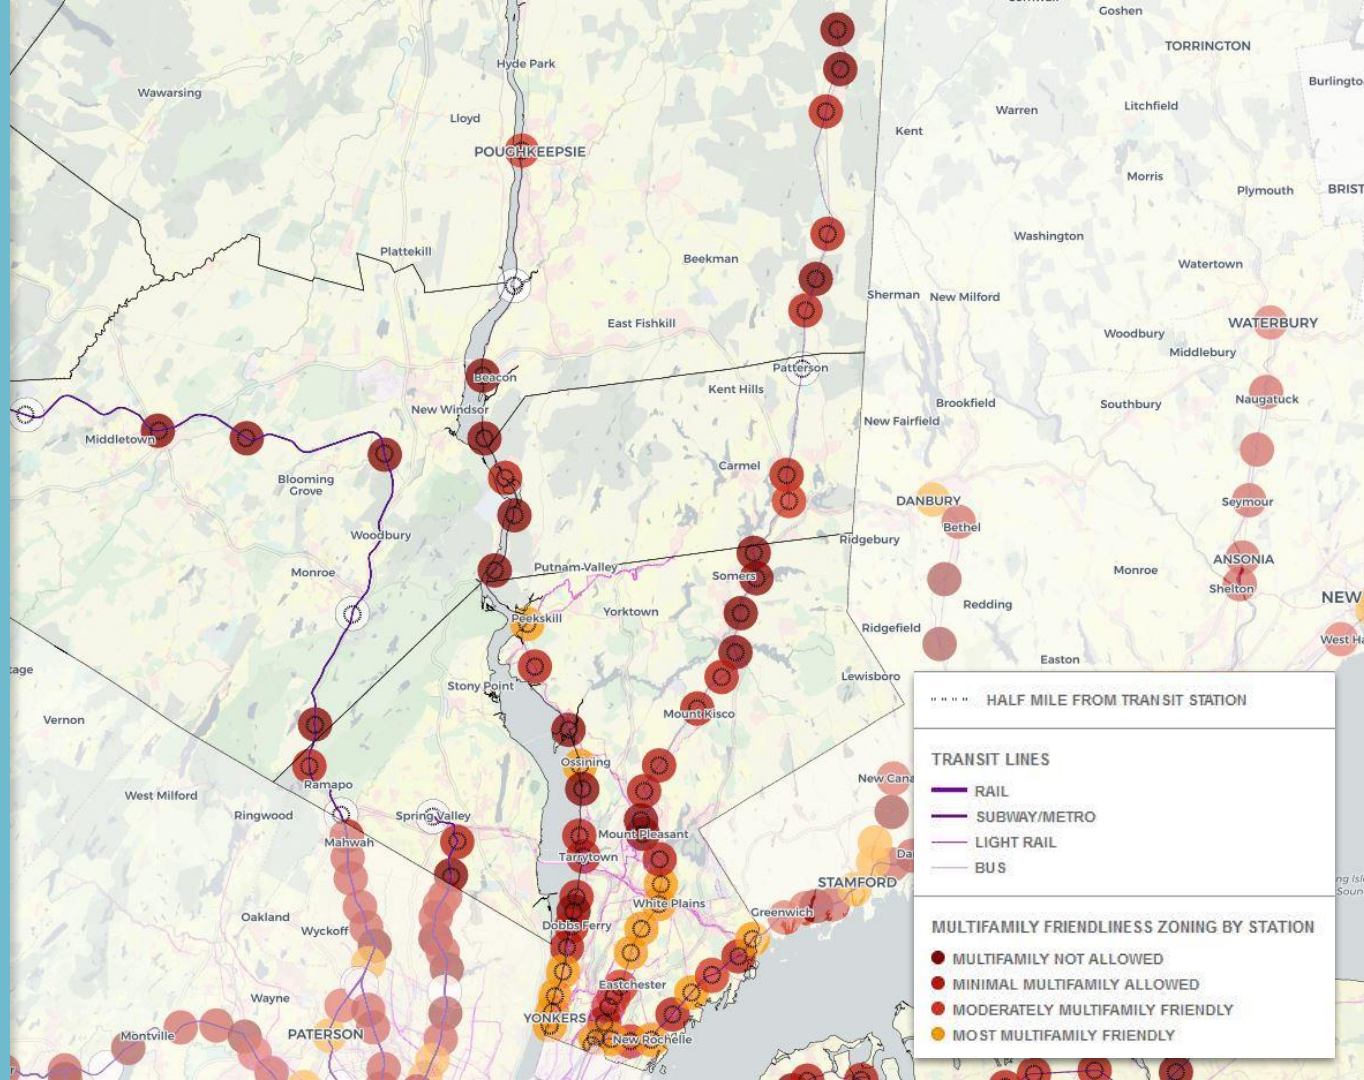 Goshen
TORRINGTON
Hyde Park
Burlingto
Wawarsing
Litchfield
Warren
Lloyd
Kent
POUGHKEEPSIE
Morris
Plymouth
BRIST
Washington
Plattekill
Beekman
Watertown
Sherman
New Milford
East Fishkill
WATERBURY
Woodbury
Middlebury
Patterson
Beacon
Kent Hills
Naugatuck
Brookfield
Southbury
New Windsor
New Fairfield
Middletown
Carmel
Blooming
Grove
DANBURY
Seymour
Bethel
Woodbury
Ridgebury
ANSONIA
Putnam-Valley
Monroe
Monroe
Somers
Shelton
NEW
Redding
Yorktown
Peekskill
Ridgefield
West Ha
Easton
tage
Lewisboro
Stony Point
HALF MILE FROM TRANSIT STATION
Mount Kisco
Vernon
TRANSIT LINES
Ossining
New Cana
Ramapo
RAIL
West Milford
Ringwood
Spring Valley
SUBWAY/METRO
Mount Pleasant
Mahwah
LIGHT RAIL
Tarrytown
Da
BUS
STAMFORD
White Plains
Greenwich
Oakland
Dobbs Ferry
MULTIFAMILY FRIENDLINESS ZONING BY STATION
Wyckoff
MULTIFAMILY NOT ALLOWED
MINIMAL MULTIFAMILY ALLOWED
Eastchester
Wayne
MODERATELY MULTIFAMILY FRIENDLY
YONKERS
PATERSON
Montville
MOST MULTIFAMILY FRIENDLY
New Rochelle